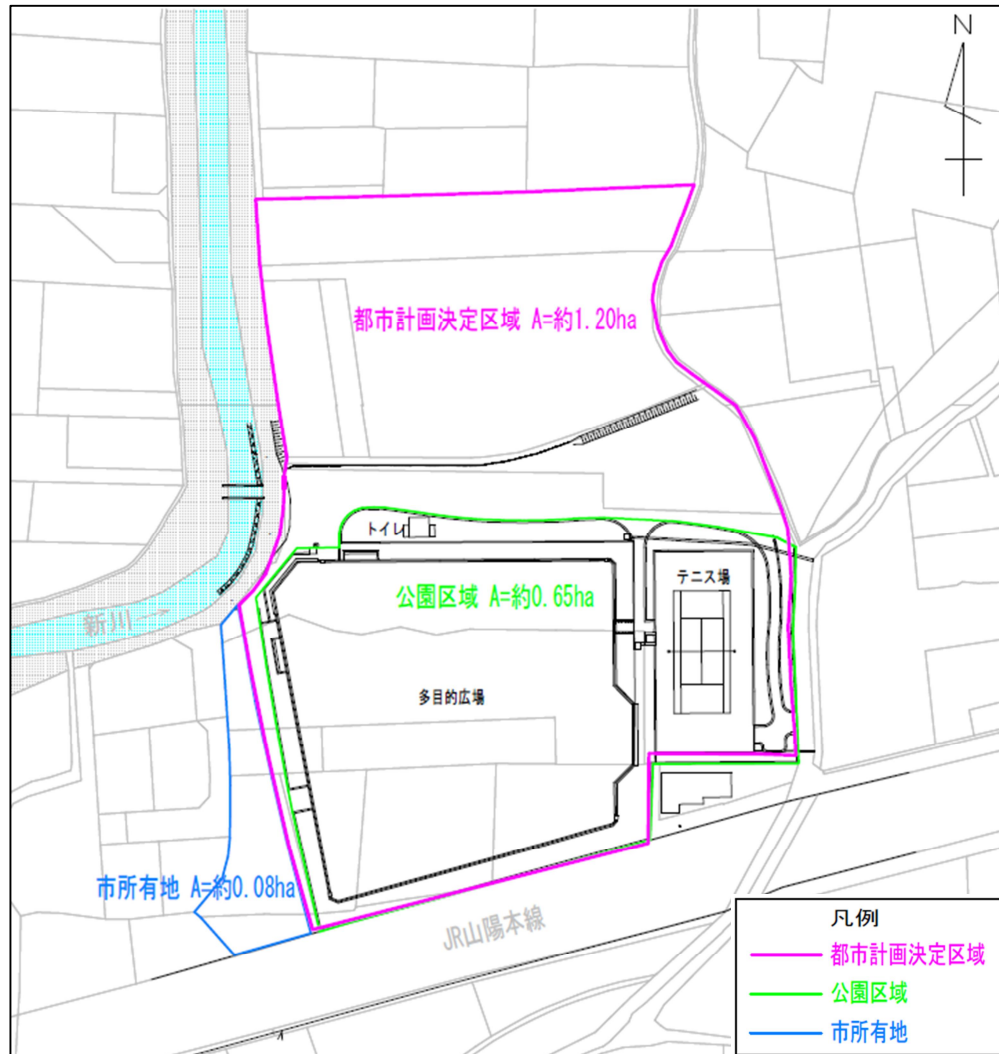 N
都市計画決定区域 A=約1.20ha
トイレ
テニス場
公園区域 A=約0.65ha
新川
多目的広場
市所有地 A=約0.08ha
JR山陽本線
凡例
都市計画決定区域
公園区域
市所有地